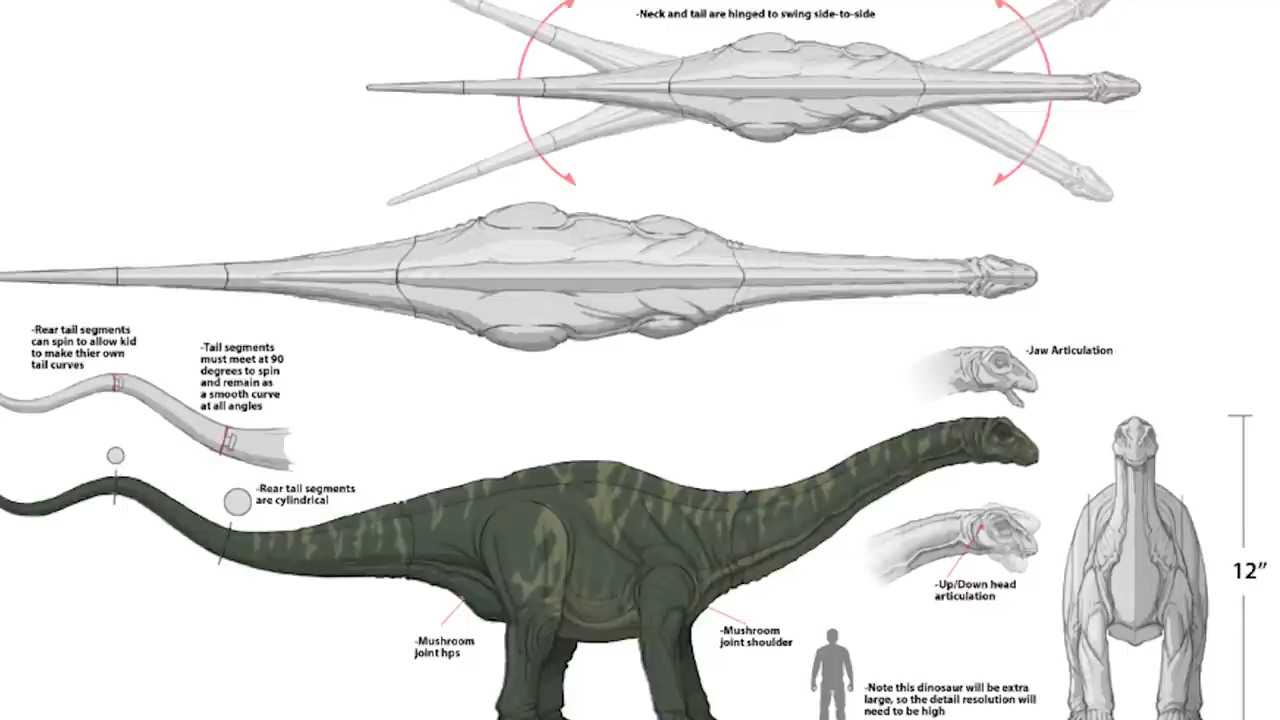 -Neck and tail are hinged to swing side-to-side
-Rear tail segments
can spin to allow kid
to make thier own
tail curves
-Tail segments
must meet at 90
degrees to spin
and remain as
a smooth curve
at all angles
-Jaw Articulation
-Rear tail segments
are cylindrical
12”
-Up/Down head
articulation
-Mushroom
joint hps
-Mushroom
joint shoulder
-Note this dinosaur will be extra
large, so the detail resolution will
need to be high